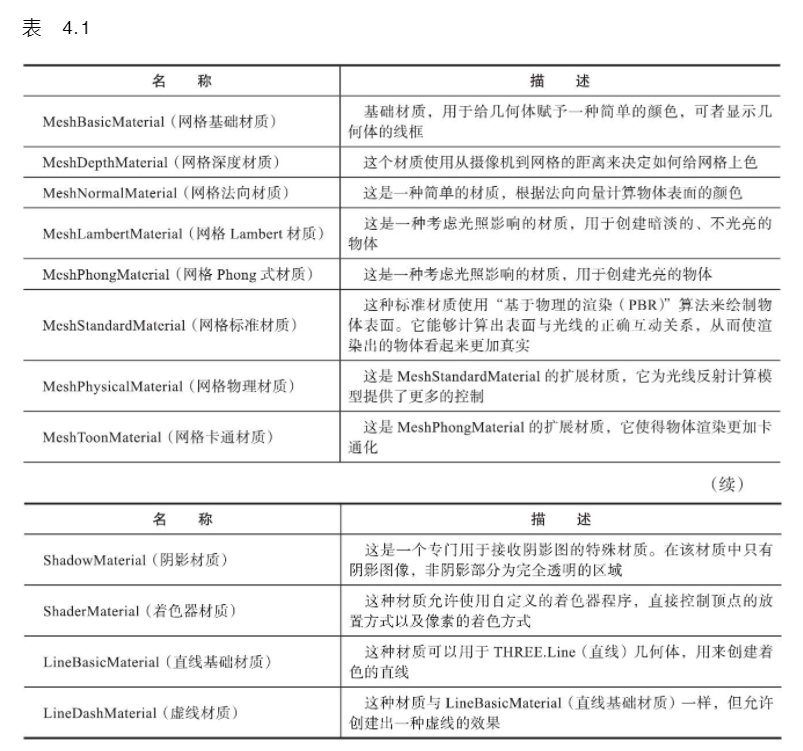 表 4.1
名 称 描 述
MeshBasicMaterial（网格基础材质） 基础材质，用于给几何体赋予一种简单的颜色，可者显示几
何体的线框
MeshDepthMaterial（网格深度材质） 这个材质使用从摄像机到网格的距离来决定如何给网格上色
MeshNormalMaterial（网格法向材质） 这是一种简单的材质，根据法向向量计算物体表面的颜色
MeshLambertMaterial（网格 Lambert 材质） 这是一种考虑光照影响的材质，用于创建暗淡的、不光亮的
物体
MeshPhongMaterial（网格 Phong 式材质） 这是一种考虑光照影响的材质，用于创建光亮的物体
MeshStandardMaterial（网格标准材质） 这种标准材质使用“基于物理的渲染（PBR）”算法来绘制物
体表面。它能够计算出表面与光线的正确互动关系，从而使渲
染出的物体看起来更加真实
MeshPhysicalMaterial（网格物理材质） 这是 MeshStandardMaterial 的扩展材质，它为光线反射计算模
型提供了更多的控制
MeshToonMaterial（网格卡通材质） 这是 MeshPhongMaterial 的扩展材质，它使得物体渲染更加卡
通化
（续）
名 称 描 述
ShadowMaterial（阴影材质） 这是一个专门用于接收阴影图的特殊材质。在该材质中只有
阴影图像，非阴影部分为完全透明的区域
ShaderMaterial（着色器材质） 这种材质允许使用自定义的着色器程序，直接控制顶点的放
置方式以及像素的着色方式
LineBasicMaterial（直线基础材质） 这种材质可以用于 THREE.Line（直线）几何体，用来创建着
色的直线
LineDashMaterial（虚线材质） 这种材质与 LineBasicMaterial（直线基础材质）一样，但允许
创建出一种虚线的效果